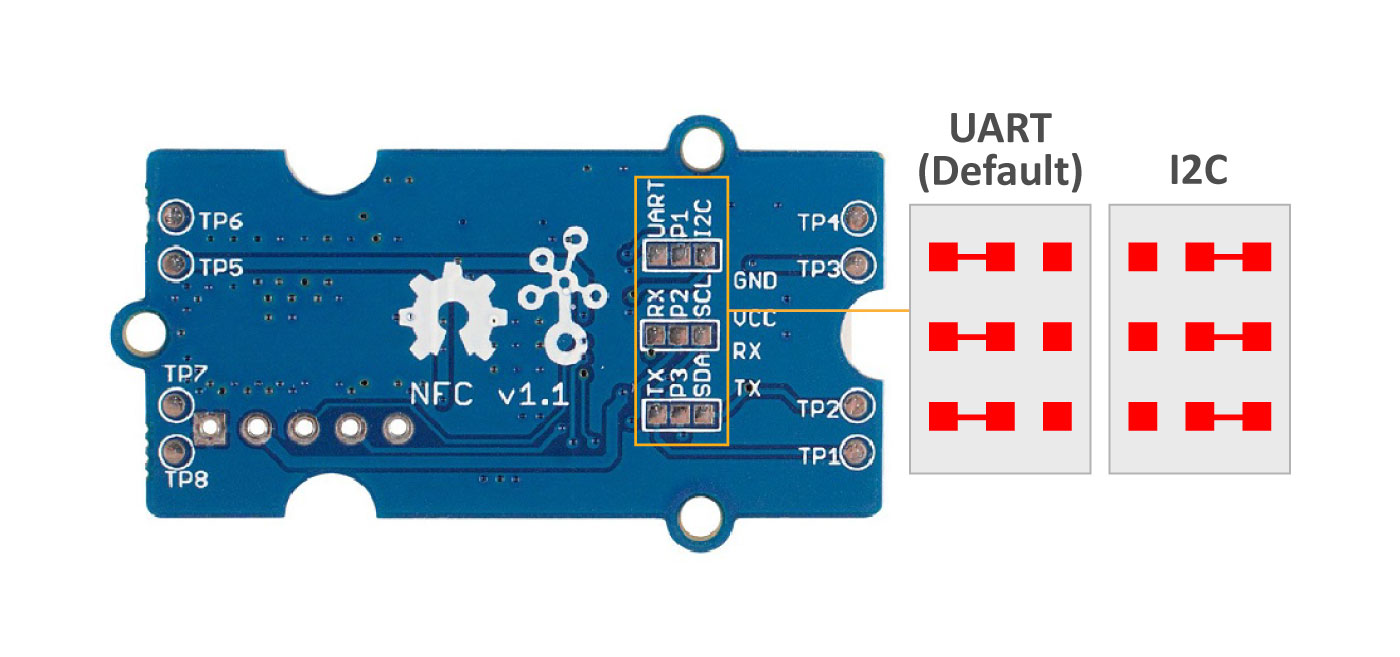 UART
(Default)
I2C
TP6
TP5
TP7
TP8
NFC v1.1
UART
P1
I2C
RX
P2
SCL
TX
P3
SDA
GND
VCC
RX
TX
TP4
TP3
TP2
TP1